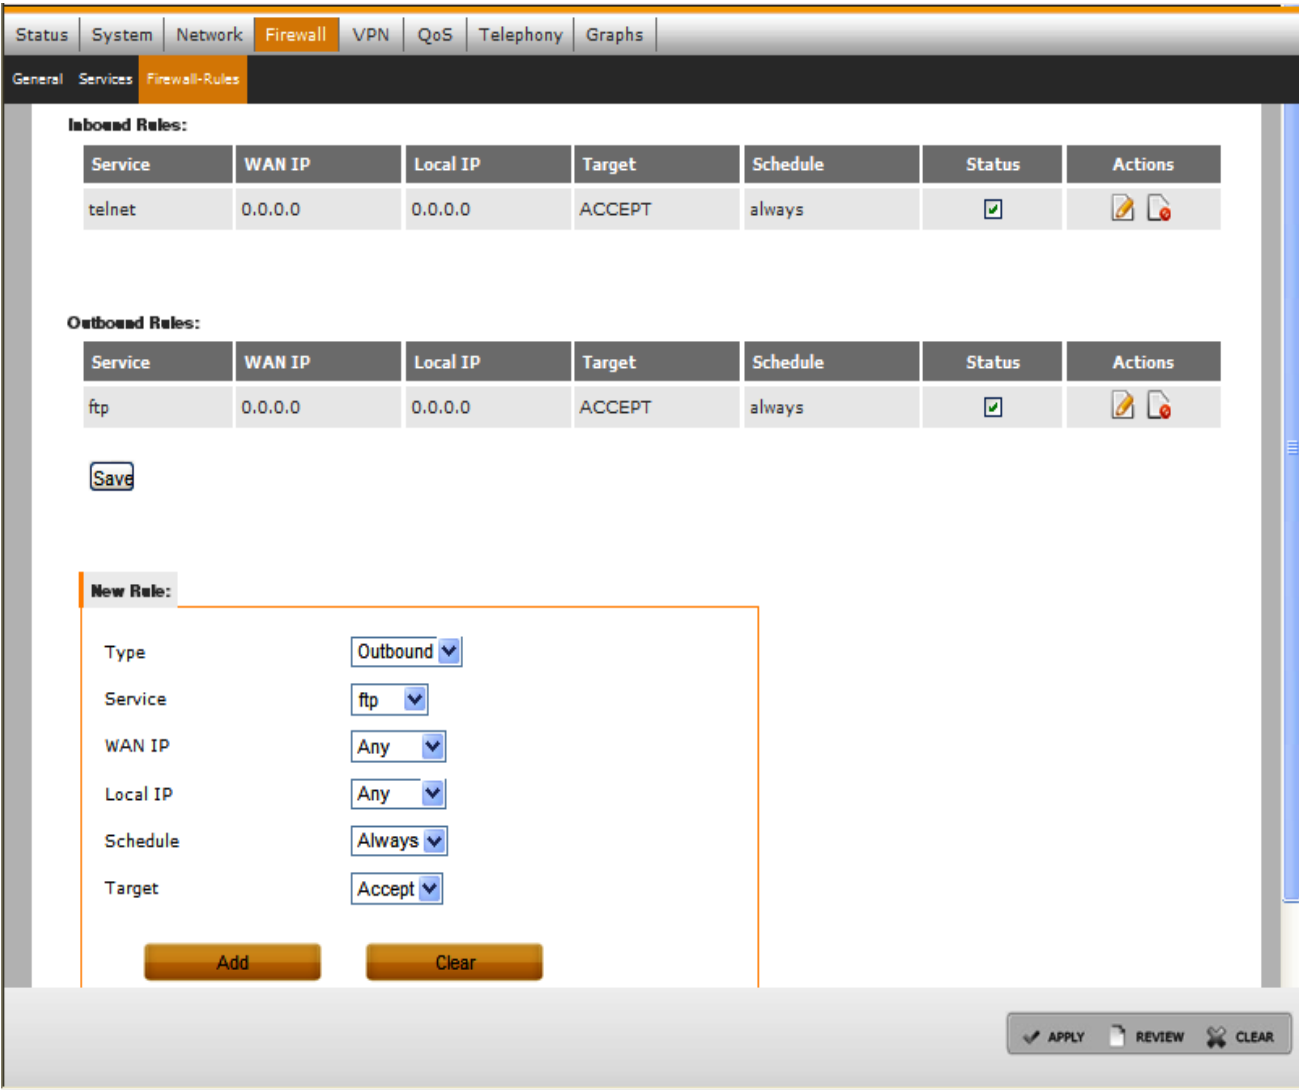 Status System Network Firewall VPN QoS Telephony Graphs
General Services Firewall-Rules
Inbound Rules:
Service WAN IP Local IP Target Schedule Status Actions
telnet 0.0.0.0 0.0.0.0 ACCEPT always
Outbound Rules:
Service WAN IP Local IP Target Schedule Status Actions
ftp 0.0.0.0 0.0.0.0 ACCEPT always
Save
New Rule:
Type Outbound
Service ftp
WAN IP Any
Local IP Any
Schedule Always
Target Accept
Add Clear
APPLY REVIEW CLEAR